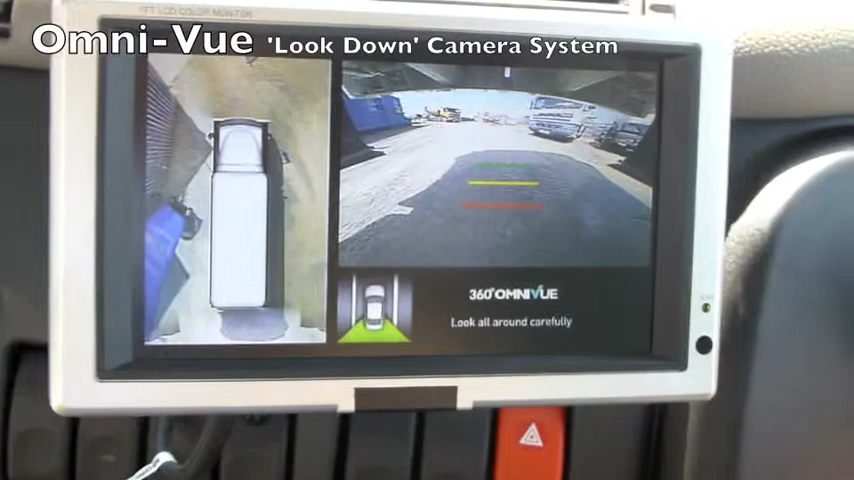 TFT LCD COLOR MONITOR
Omni-Vue 'Look Down' Camera System
360°OMNIVUE
Look all around carefully